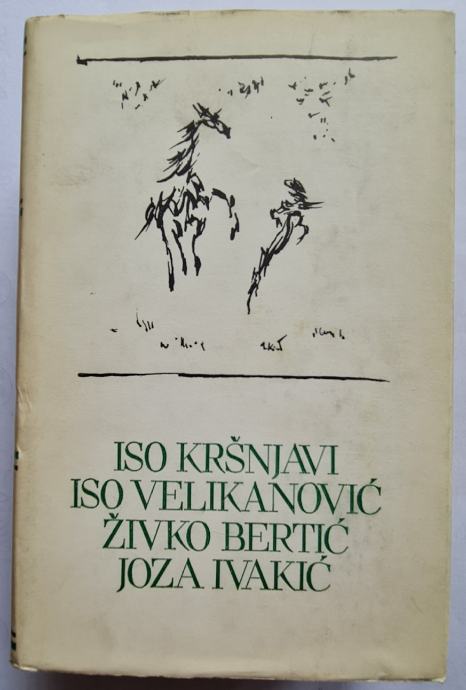 ISO KRŠNJAVI
ISO VELIKANOVIĆ
ŽIVKO BERTIĆ
JOZA IVAKIĆ